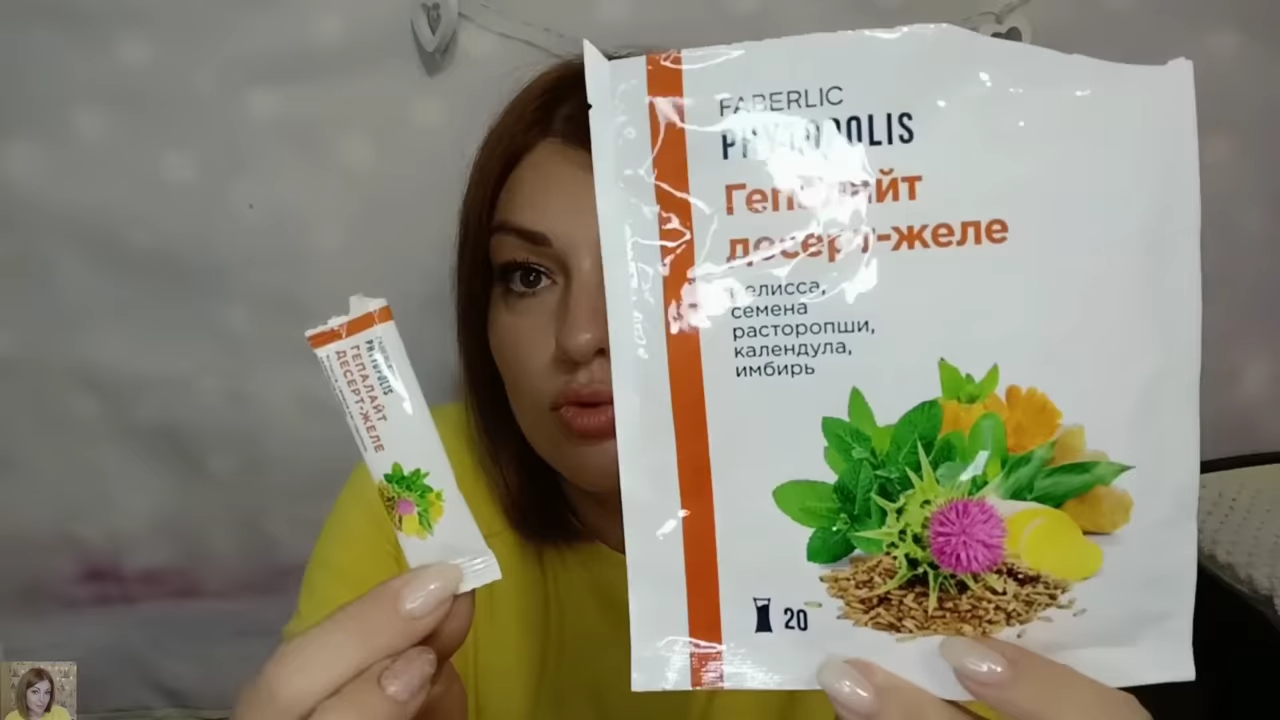 FABERLIC
PHYTOPOLIS
Гепалайт
десерт-желе
мелисса,
семена
расторопши,
календула,
имбирь
20
PHYTOPOLIS
ГЕПАЛАЙТ
ДЕСЕРТ-ЖЕЛЕ